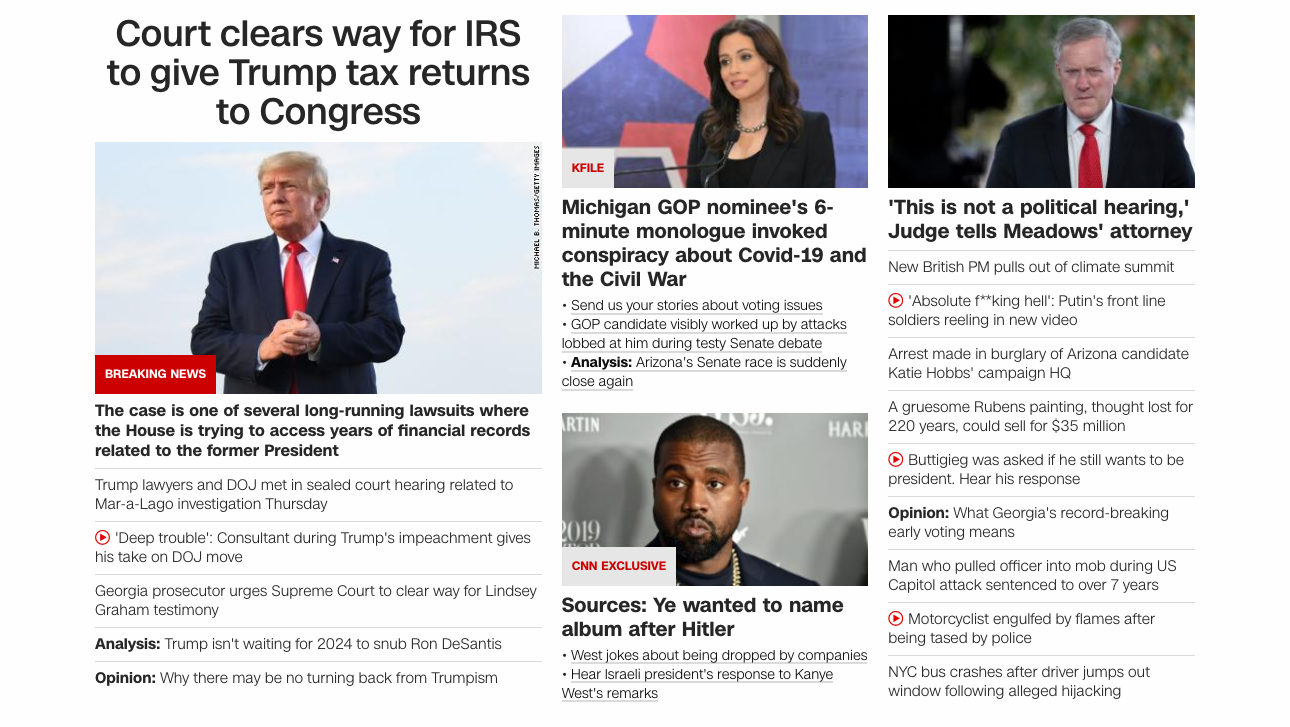 Court clears way for IRS
to give Trump tax returns
to Congress
MICHAEL B. THOMAS/GETTY IMAGES
BREAKING NEWS
The case is one of several long-running lawsuits where
the House is trying to access years of financial records
related to the former President
Trump lawyers and DOJ met in sealed court hearing related to
Mar-a-Lago investigation Thursday
'Deep trouble': Consultant during Trump's impeachment gives
his take on DOJ move
Georgia prosecutor urges Supreme Court to clear way for Lindsey
Graham testimony
Analysis: Trump isn't waiting for 2024 to snub Ron DeSantis
Opinion: Why there may be no turning back from Trumpism
KFILE
Michigan GOP nominee's 6-
minute monologue invoked
conspiracy about Covid-19 and
the Civil War
• Send us your stories about voting issues
• GOP candidate visibly worked up by attacks
lobbed at him during testy Senate debate
• Analysis: Arizona's Senate race is suddenly
close again
ARTIN
HAR
2019
CNN EXCLUSIVE
Sources: Ye wanted to name
album after Hitler
• West jokes about being dropped by companies
• Hear Israeli president's response to Kanye
West's remarks
'This is not a political hearing,'
Judge tells Meadows' attorney
New British PM pulls out of climate summit
'Absolute f**king hell': Putin's front line
soldiers reeling in new video
Arrest made in burglary of Arizona candidate
Katie Hobbs' campaign HQ
A gruesome Rubens painting, thought lost for
220 years, could sell for $35 million
Buttigieg was asked if he still wants to be
president. Hear his response
Opinion: What Georgia's record-breaking
early voting means
Man who pulled officer into mob during US
Capitol attack sentenced to over 7 years
Motorcyclist engulfed by flames after
being tased by police
NYC bus crashes after driver jumps out
window following alleged hijacking